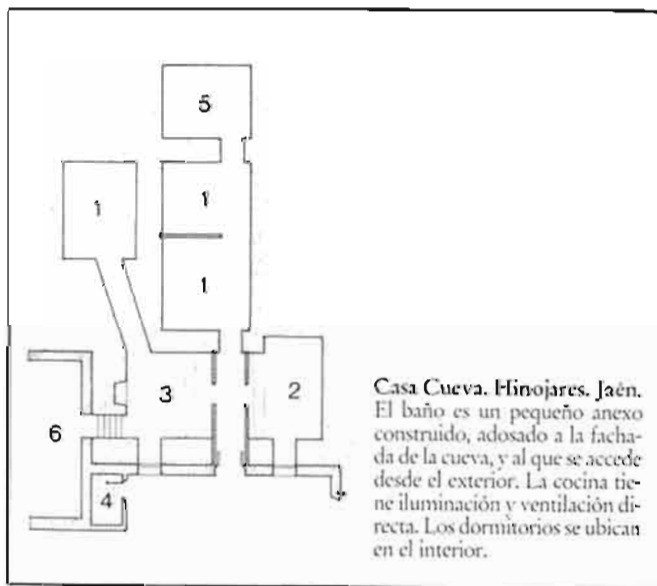 5
1
1
1
3
2
6
4
Casa Cueva. Hinojares. Jaén.
El baño es un pequeño anexo
construido, adosado a la facha-
da de la cueva, y al que se accede
desde el exterior. La cocina tie-
ne iluminación y ventilación di-
recta. Los dormitorios se ubican
en el interior.